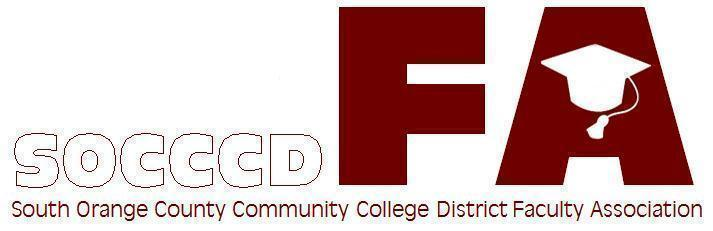 SOCCCD FA
South Orange County Community College District Faculty Association